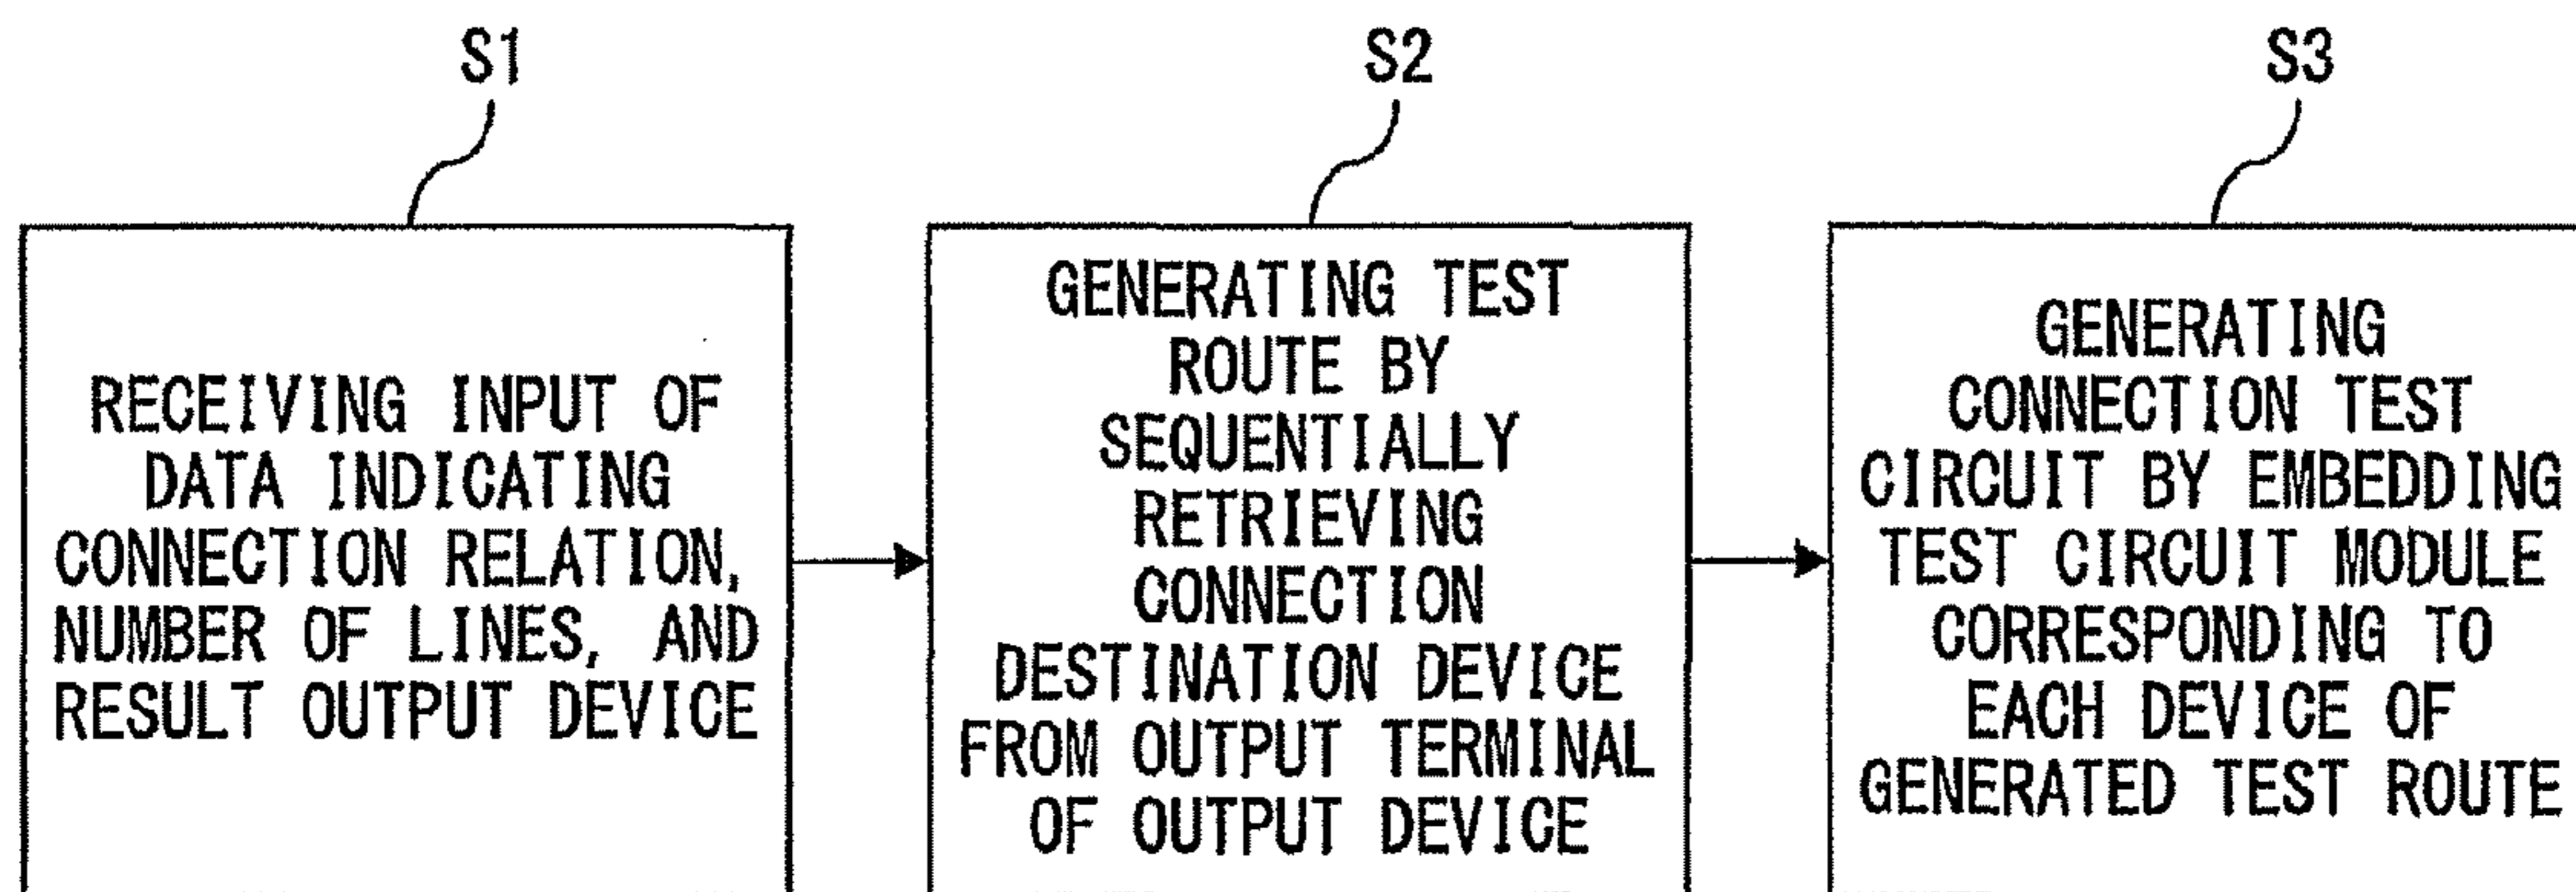 S1
S2
S3
RECEIVING INPUT OF
DATA INDICATING
CONNECTION RELATION,
NUMBER OF LINES, AND
RESULT OUTPUT DEVICE
GENERATING TEST
ROUTE BY
SEQUENTIALLY
RETRIEVING
CONNECTION
DESTINATION DEVICE
FROM OUTPUT TERMINAL
OF OUTPUT DEVICE
GENERATING
CONNECTION TEST
CIRCUIT BY EMBEDDING
TEST CIRCUIT MODULE
CORRESPONDING TO
EACH DEVICE OF
GENERATED TEST ROUTE